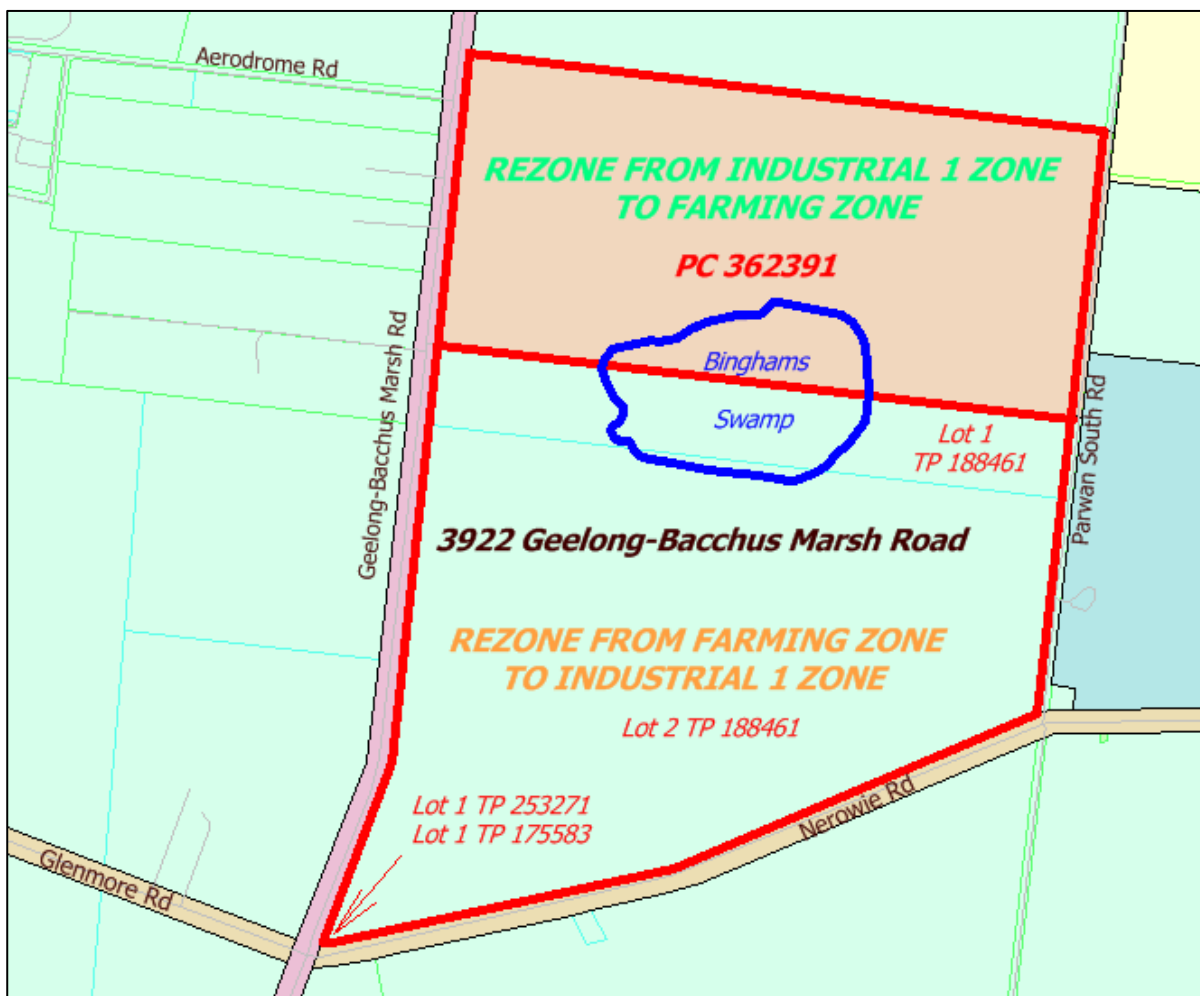 Aerodrome Rd
REZONE FROM INDUSTRIAL 1 ZONE
TO FARMING ZONE
PC 362391
Geelong-Bacchus Marsh Rd
Binghams
Swamp
Lot 1
TP 188461
Parwan South Rd
3922 Geelong-Bacchus Marsh Road
REZONE FROM FARMING ZONE
TO INDUSTRIAL 1 ZONE
Lot 2 TP 188461
Lot 1 TP 253271
Lot 1 TP 175583
Nerowie Rd
Glenmore Rd